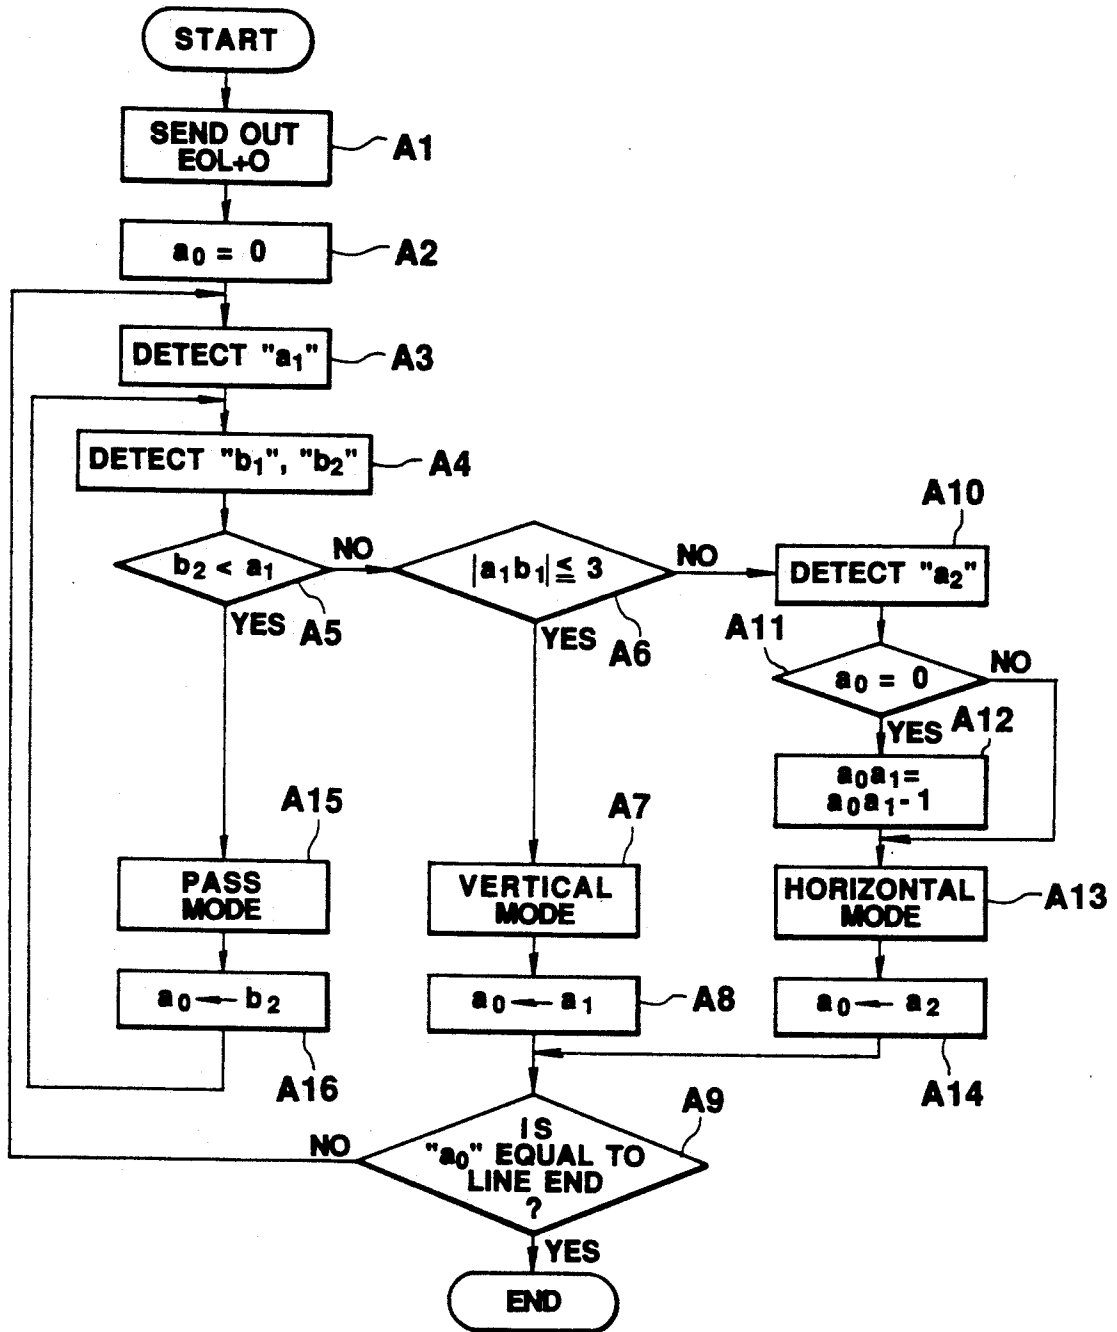 START
SEND OUT
EOL+O
A1
a₀ = 0
A2
DETECT "a₁"
A3
DETECT "b₁", "b₂"
A4
b₂ < a₁
NO
YES
A5
|a₁b₁| ≦ 3
NO
YES
A6
A10
DETECT "a₂"
A11
a₀ = 0
NO
YES
A12
a₀a₁=
a₀a₁-1
A15
PASS
MODE
A7
VERTICAL
MODE
HORIZONTAL
MODE
A13
a₀ ← b₂
A16
a₀ ← a₁
A8
a₀ ← a₂
A14
A9
IS
"a₀" EQUAL TO
LINE END
?
NO
YES
END